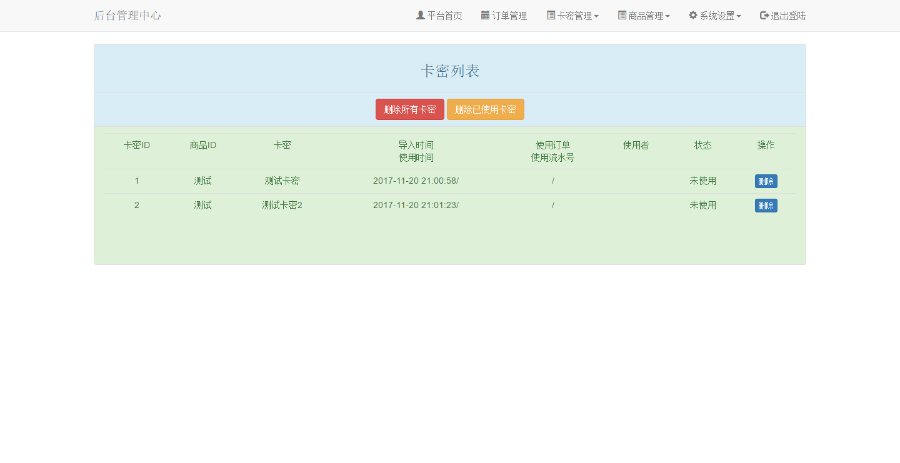 后台管理中心
平台首页 订单管理 卡密管理 商品管理 系统设置 退出登陆
卡密列表
删除所有卡密 删除已使用卡密
卡密ID 商品ID 卡密 导入时间 使用订单 使用者 状态 操作
使用时间 使用流水号
1 测试 测试卡密 2017-11-20 21:00:58/ / 未使用 删除
2 测试 测试卡密2 2017-11-20 21:01:23/ / 未使用 删除